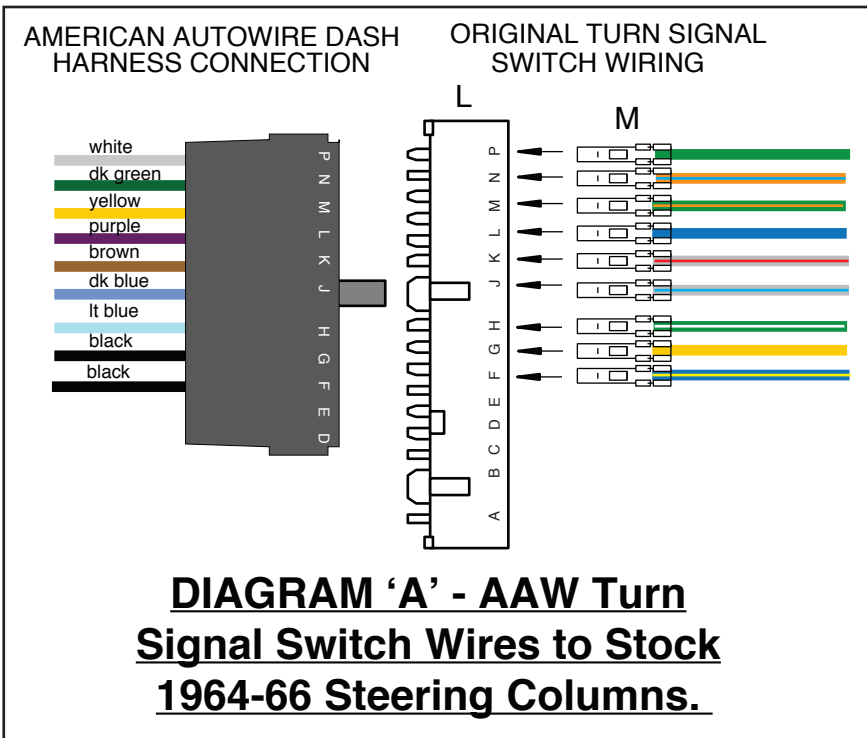 AMERICAN AUTOWIRE DASH
HARNESS CONNECTION
ORIGINAL TURN SIGNAL
SWITCH WIRING
L
M
white
dk green
yellow
purple
brown
dk blue
lt blue
black
black
P
N
M
L
K
J
H
G
F
E
D
P
N
M
L
K
J
H
G
F
E
D
C
B
A
DIAGRAM ‘A’ - AAW Turn
Signal Switch Wires to Stock
1964-66 Steering Columns.